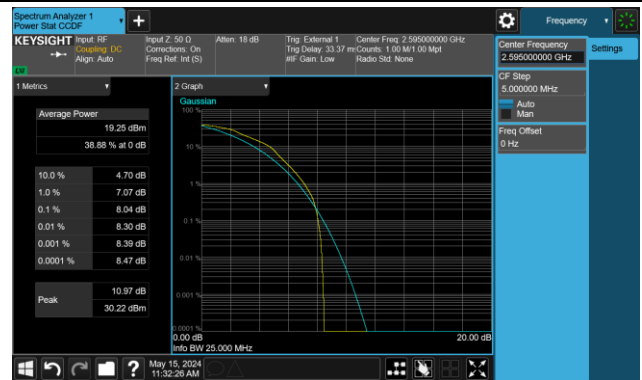 Spectrum Analyzer 1
Power Stat CCDF
Frequency
KEYSIGHT
Input: RF
Coupling: DC
Align: Auto
Input Z: 50 Ω
Corrections: On
Freq Ref: Int (S)
Atten: 18 dB
Trig: External 1
Trig Delay: 33.37 m
#IF Gain: Low
Center Freq: 2.595000000 GHz
Counts: 1.00 M/1.00 Mpt
Radio Std: None
LW
Center Frequency
2.595000000 GHz
Settings
CF Step
5.000000 MHz
Auto
Man
Freq Offset
0 Hz
1 Metrics
2 Graph
Average Power
19.25 dBm
38.88 % at 0 dB
10.0 % 4.70 dB
1.0 % 7.07 dB
0.1 % 8.04 dB
0.01 % 8.30 dB
0.001 % 8.39 dB
0.0001 % 8.47 dB
Peak
10.97 dB
30.22 dBm
Gaussian
100 %
10 %
1 %
0.1 %
0.01 %
0.001 %
0.0001 %
0.00 dB 20.00 dB
Info BW 25.000 MHz
May 15, 2024
11:32:26 AM